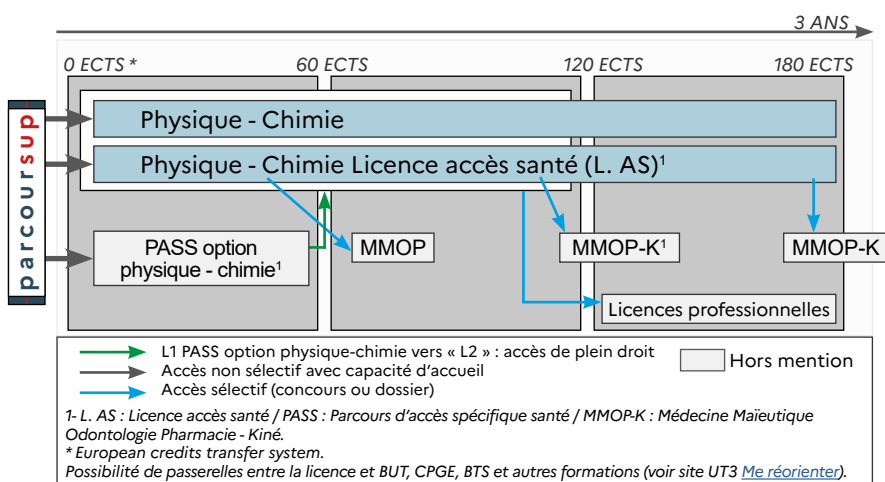 3 ANS
0 ECTS *
60 ECTS
120 ECTS
180 ECTS
parcoursup
Physique - Chimie
Physique - Chimie Licence accès santé (L. AS)¹
PASS option
physique - chimie¹
MMOP
MMOP-K¹
MMOP-K
Licences professionnelles
L1 PASS option physique-chimie vers « L2 » : accès de plein droit
Accès non sélectif avec capacité d'accueil
Accès sélectif (concours ou dossier)
Hors mention
1- L. AS : Licence accès santé / PASS : Parcours d'accès spécifique santé / MMOP-K : Médecine Maïeutique
Odontologie Pharmacie - Kiné.
* European credits transfer system.
Possibilité de passerelles entre la licence et BUT, CPGE, BTS et autres formations (voir site UT3 Me réorienter).